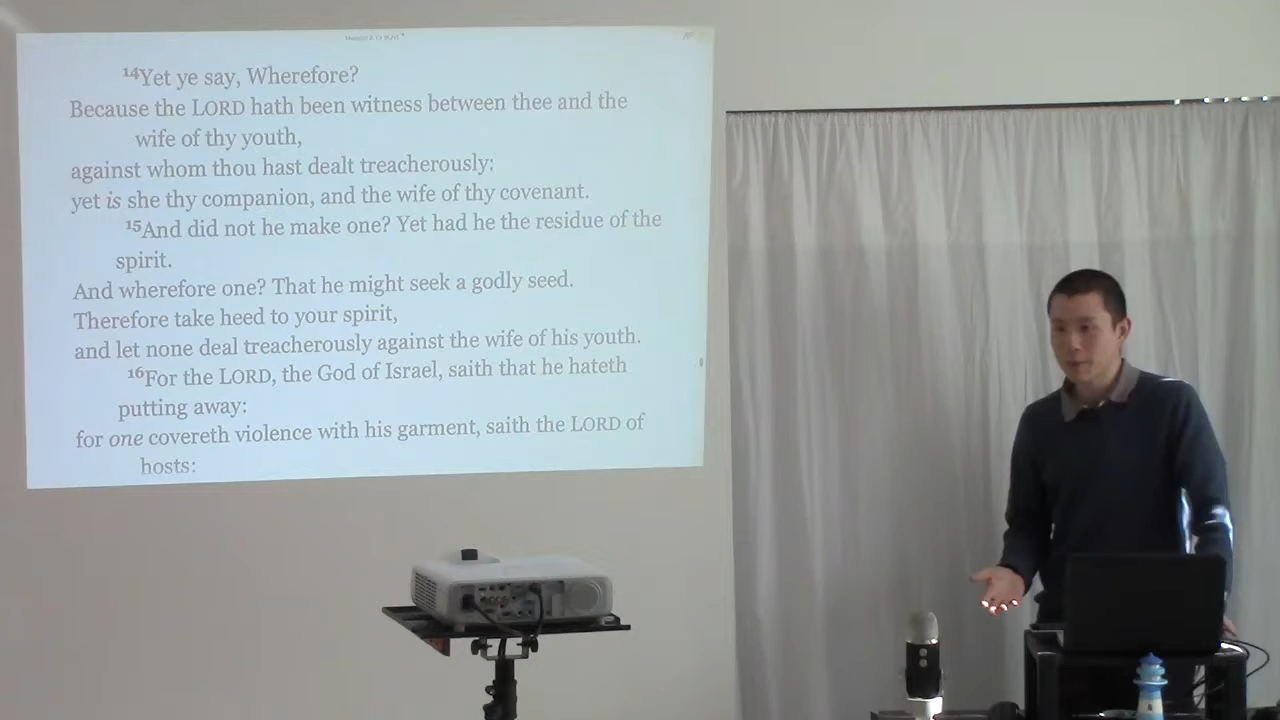 14Yet ye say, Wherefore?
Because the LORD hath been witness between thee and the
wife of thy youth,
against whom thou hast dealt treacherously:
yet is she thy companion, and the wife of thy covenant.
15And did not he make one? Yet had he the residue of the
spirit.
And wherefore one? That he might seek a godly seed.
Therefore take heed to your spirit,
and let none deal treacherously against the wife of his youth.
16For the LORD, the God of Israel, saith that he hateth
putting away:
for one covereth violence with his garment, saith the LORD of
hosts: